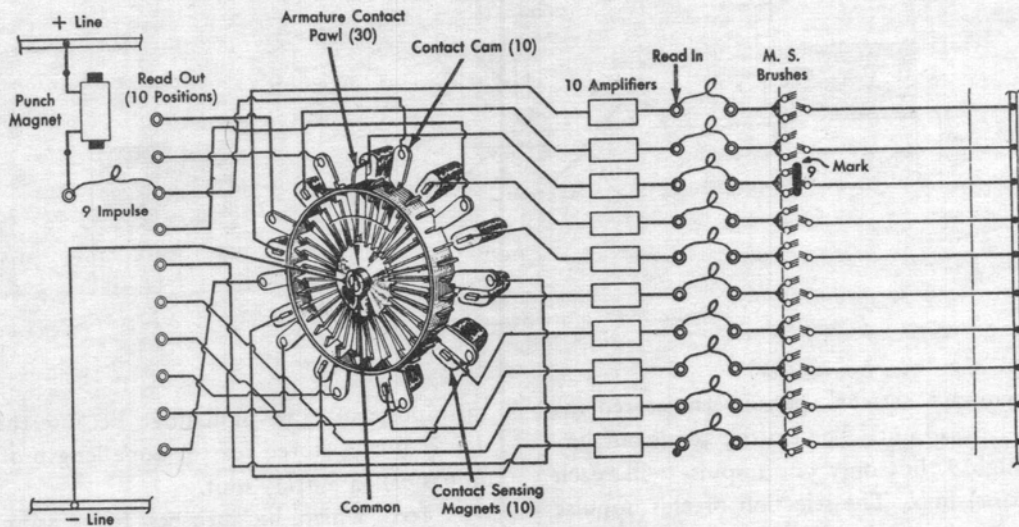 + Line
Punch
Magnet
Read Out
(10 Positions)
9 Impulse
− Line
Armature Contact
Pawl (30)
Contact Cam (10)
Common
Contact Sensing
Magnets (10)
10 Amplifiers
Read In
M. S.
Brushes
9
Mark